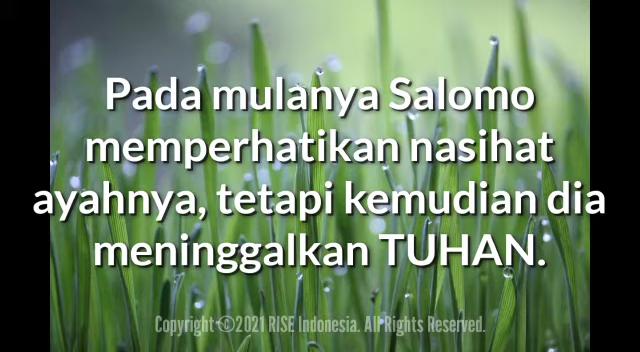 Pada mulanya Salomo
memperhatikan nasihat
ayahnya, tetapi kemudian dia
meninggalkan TUHAN.
Copyright ©2021 RISE Indonesia. All Rights Reserved.